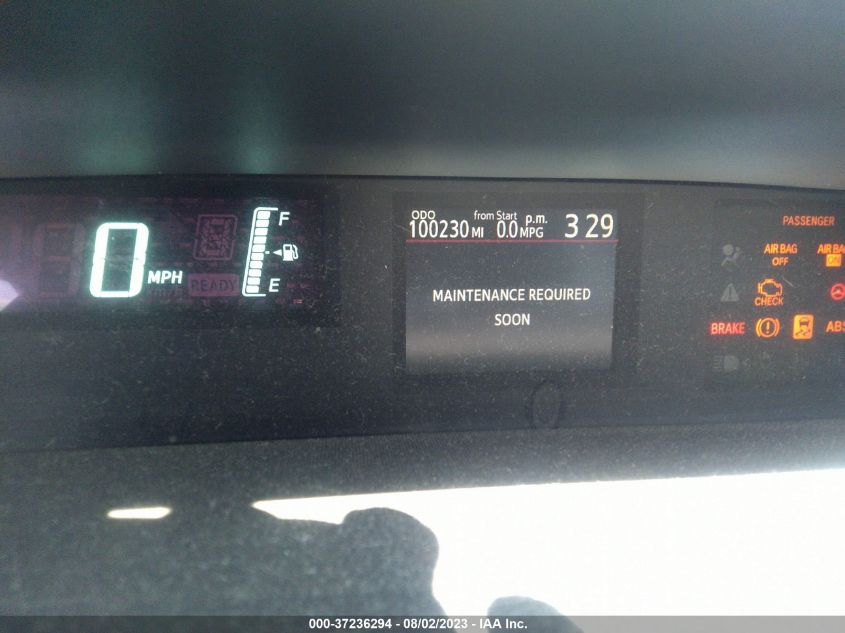 0 MPH
READY
F
E
ODO from Start p.m.
100230 MI 0.0 MPG 3 29
MAINTENANCE REQUIRED
SOON
PASSENGER
AIR BAG AIR BAG
OFF ON
CHECK
BRAKE ABS
000-37236294 - 08/02/2023 - IAA Inc.